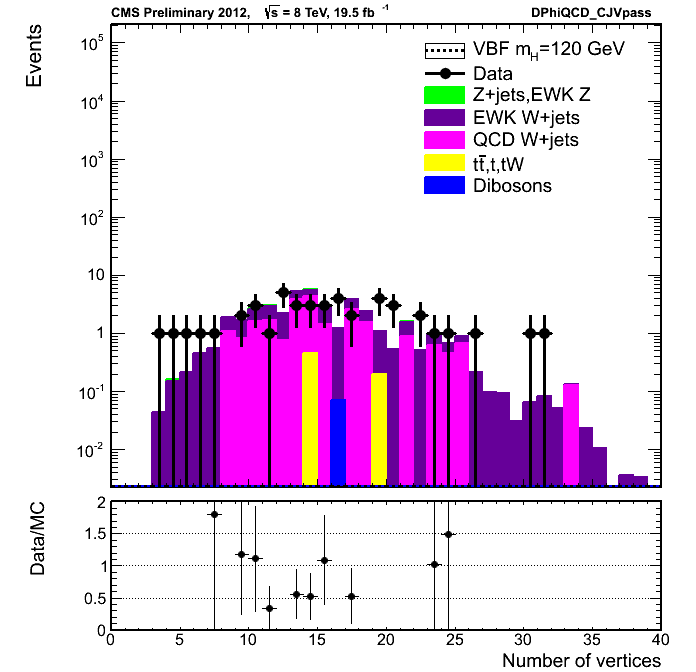 CMS Preliminary 2012, √s = 8 TeV, 19.5 fb⁻¹ DPhiQCD_CJVpass
Events
10⁵
10⁴
10³
10²
10
1
10⁻¹
10⁻²
VBF m_H=120 GeV
Data
Z+jets,EWK Z
EWK W+jets
QCD W+jets
tt̄,t,tW
Dibosons
Data/MC
2
1.5
1
0.5
0
0 5 10 15 20 25 30 35 40
Number of vertices